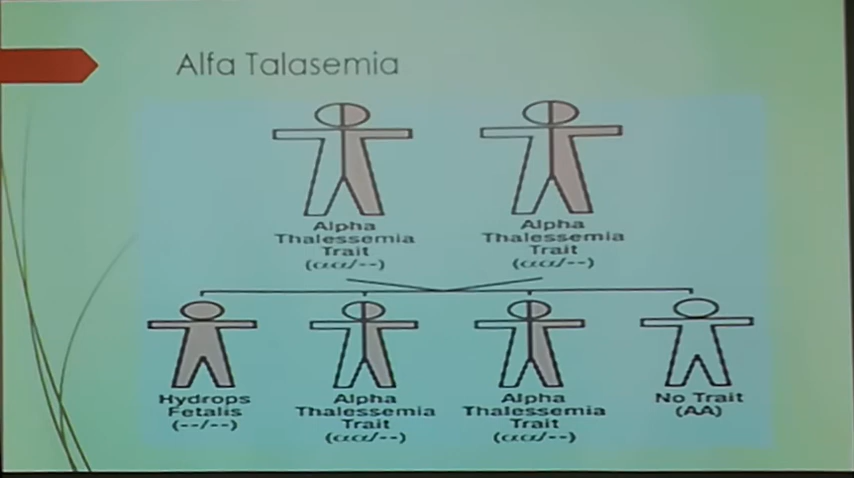 Alfa Talasemia
Alpha
Thalessemia
Trait
(αα/--)
Alpha
Thalessemia
Trait
(αα/--)
Hydrops
Fetalis
(--/--)
Alpha
Thalessemia
Trait
(αα/--)
Alpha
Thalessemia
Trait
(αα/--)
No Trait
(AA)